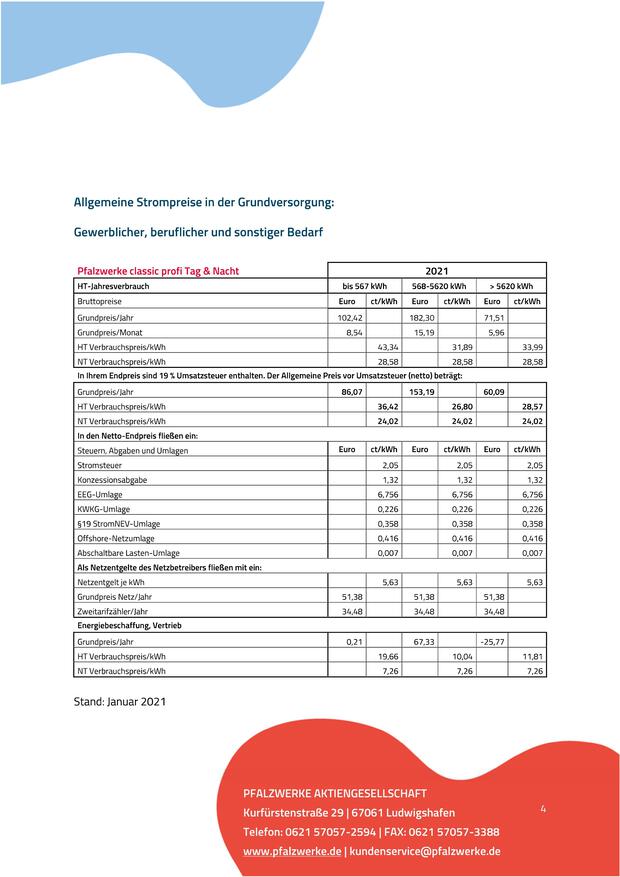 Allgemeine Strompreise in der Grundversorgung:
Gewerblicher, beruflicher und sonstiger Bedarf
Pfalzwerke classic profi Tag & Nacht 2021
HT-Jahresverbrauch bis 567 kWh 568-5620 kWh > 5620 kWh
Bruttopreise Euro ct/kWh Euro ct/kWh Euro ct/kWh
Grundpreis/Jahr 102,42 182,30 71,51
Grundpreis/Monat 8,54 15,19 5,96
HT Verbrauchspreis/kWh 43,34 31,89 33,99
NT Verbrauchspreis/kWh 28,58 28,58 28,58
In Ihrem Endpreis sind 19 % Umsatzsteuer enthalten. Der Allgemeine Preis vor Umsatzsteuer (netto) beträgt:
Grundpreis/Jahr 86,07 153,19 60,09
HT Verbrauchspreis/kWh 36,42 26,80 28,57
NT Verbrauchspreis/kWh 24,02 24,02 24,02
In den Netto-Endpreis fließen ein:
Steuern, Abgaben und Umlagen Euro ct/kWh Euro ct/kWh Euro ct/kWh
Stromsteuer 2,05 2,05 2,05
Konzessionsabgabe 1,32 1,32 1,32
EEG-Umlage 6,756 6,756 6,756
KWKG-Umlage 0,226 0,226 0,226
§19 StromNEV-Umlage 0,358 0,358 0,358
Offshore-Netzumlage 0,416 0,416 0,416
Abschaltbare Lasten-Umlage 0,007 0,007 0,007
Als Netzentgelte des Netzbetreibers fließen mit ein:
Netzentgelt je kWh 5,63 5,63 5,63
Grundpreis Netz/Jahr 51,38 51,38 51,38
Zweitarifzähler/Jahr 34,48 34,48 34,48
Energiebeschaffung, Vertrieb
Grundpreis/Jahr 0,21 67,33 -25,77
HT Verbrauchspreis/kWh 19,66 10,04 11,81
NT Verbrauchspreis/kWh 7,26 7,26 7,26
Stand: Januar 2021
PFALZWERKE AKTIENGESELLSCHAFT
Kurfürstenstraße 29 | 67061 Ludwigshafen
4
Telefon: 0621 57057-2594 | FAX: 0621 57057-3388
www.pfalzwerke.de | kundenservice@pfalzwerke.de